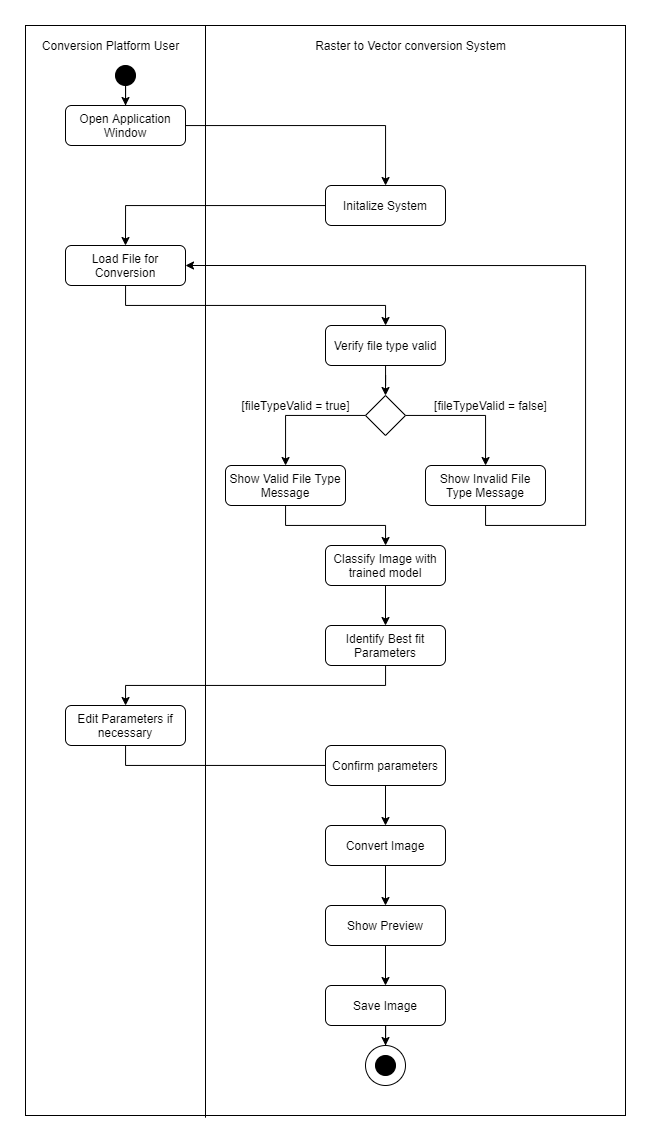 Conversion Platform User
Raster to Vector conversion System
Open Application
Window
Initalize System
Load File for
Conversion
Verify file type valid
[fileTypeValid = true]
[fileTypeValid = false]
Show Valid File Type
Message
Show Invalid File
Type Message
Classify Image with
trained model
Identify Best fit
Parameters
Edit Parameters if
necessary
Confirm parameters
Convert Image
Show Preview
Save Image